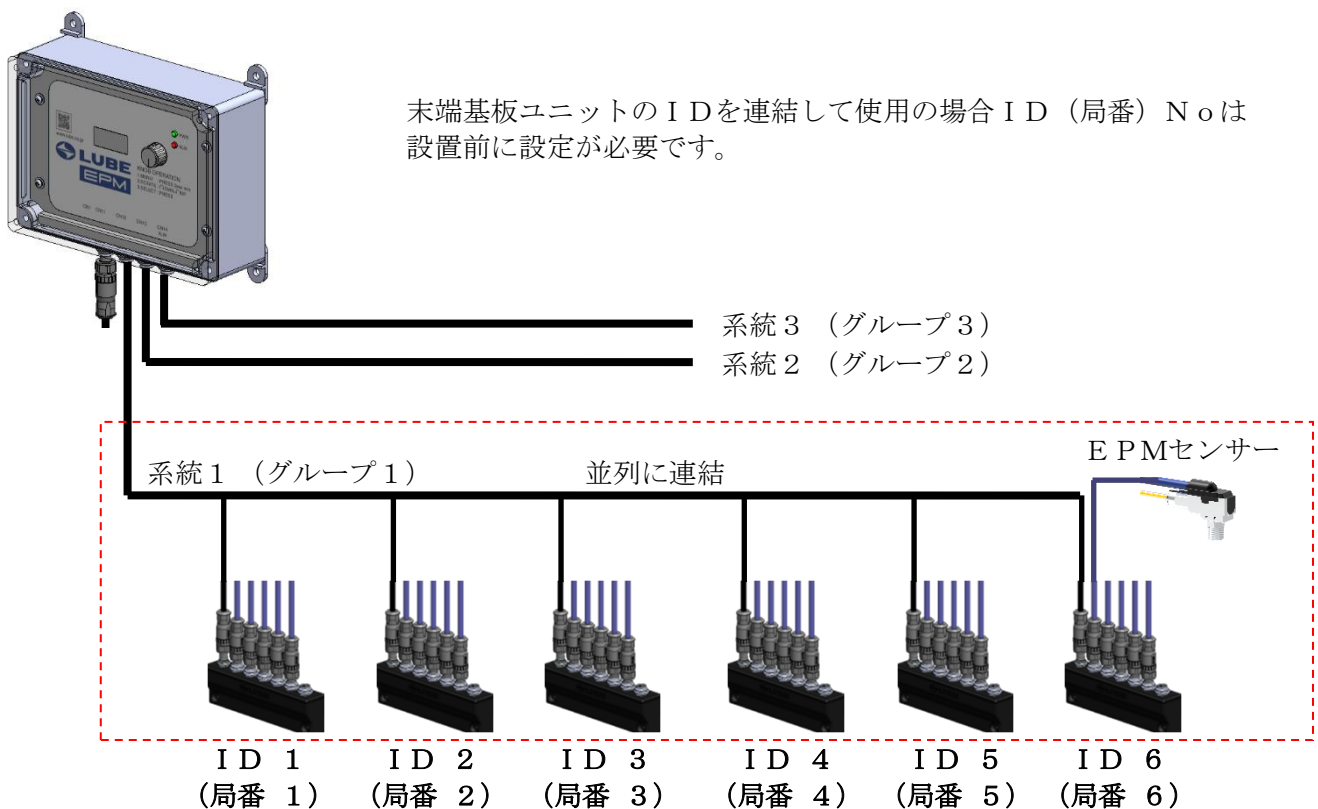 末端基板ユニットのＩＤを連結して使用の場合ＩＤ（局番）Ｎｏは
設置前に設定が必要です。
LUBE
EPM
系統３ （グループ３）
系統２ （グループ２）
ＥＰＭセンサー
系統１ （グループ１） 並列に連結
ＩＤ １ ＩＤ ２ ＩＤ ３ ＩＤ ４ ＩＤ ５ ＩＤ ６
（局番 １） （局番 ２） （局番 ３） （局番 ４） （局番 ５） （局番 ６）